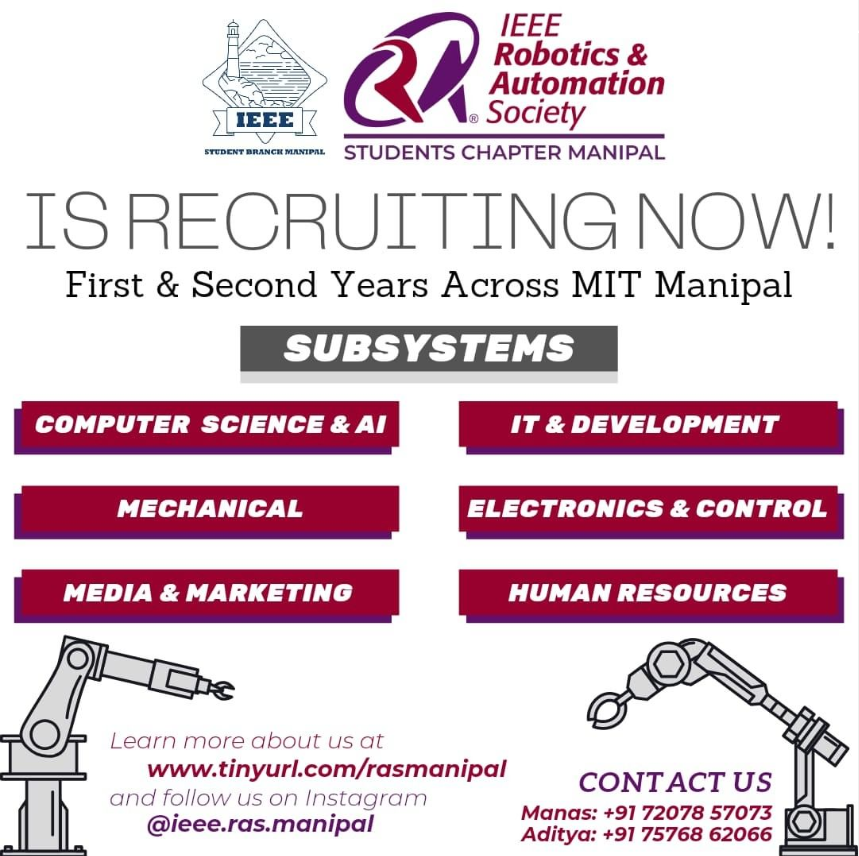 IEEE
STUDENT BRANCH MANIPAL
RA
IEEE
Robotics &
Automation
® Society
STUDENTS CHAPTER MANIPAL
IS RECRUITING NOW!
First & Second Years Across MIT Manipal
SUBSYSTEMS
COMPUTER SCIENCE & AI
IT & DEVELOPMENT
MECHANICAL
ELECTRONICS & CONTROL
MEDIA & MARKETING
HUMAN RESOURCES
Learn more about us at
www.tinyurl.com/rasmanipal
and follow us on Instagram
@ieee.ras.manipal
CONTACT US
Manas: +91 72078 57073
Aditya: +91 75768 62066